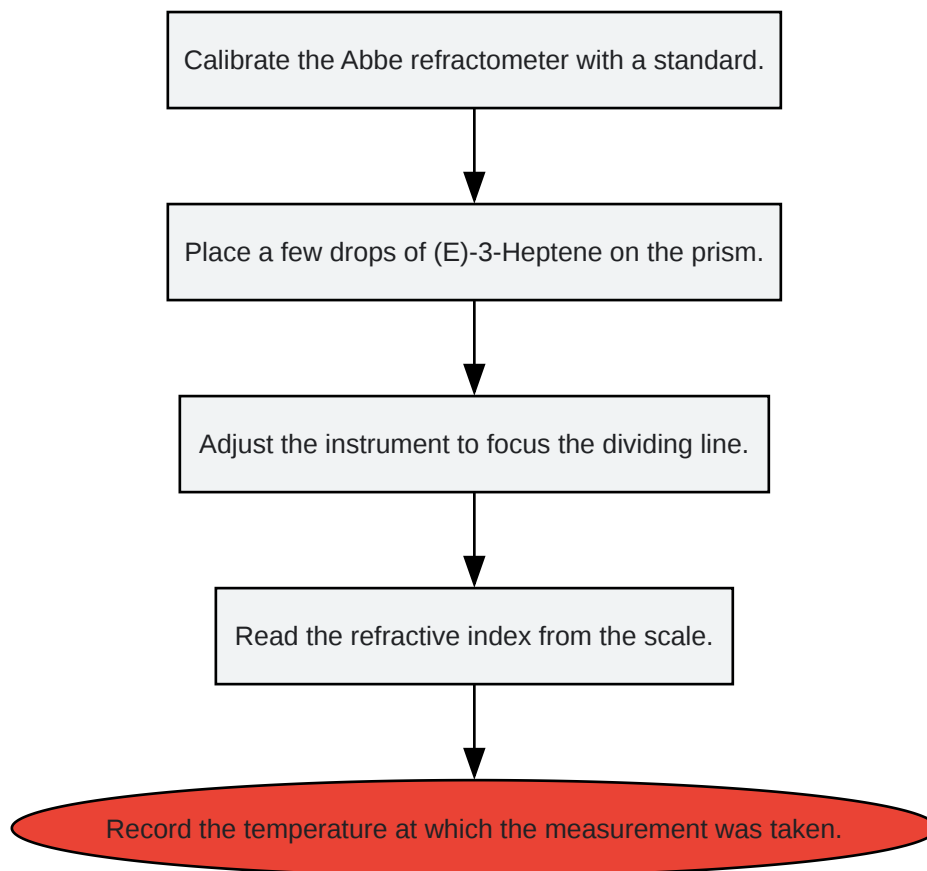 Calibrate the Abbe refractometer with a standard.
Place a few drops of (E)-3-Heptene on the prism.
Adjust the instrument to focus the dividing line.
Read the refractive index from the scale.
Record the temperature at which the measurement was taken.